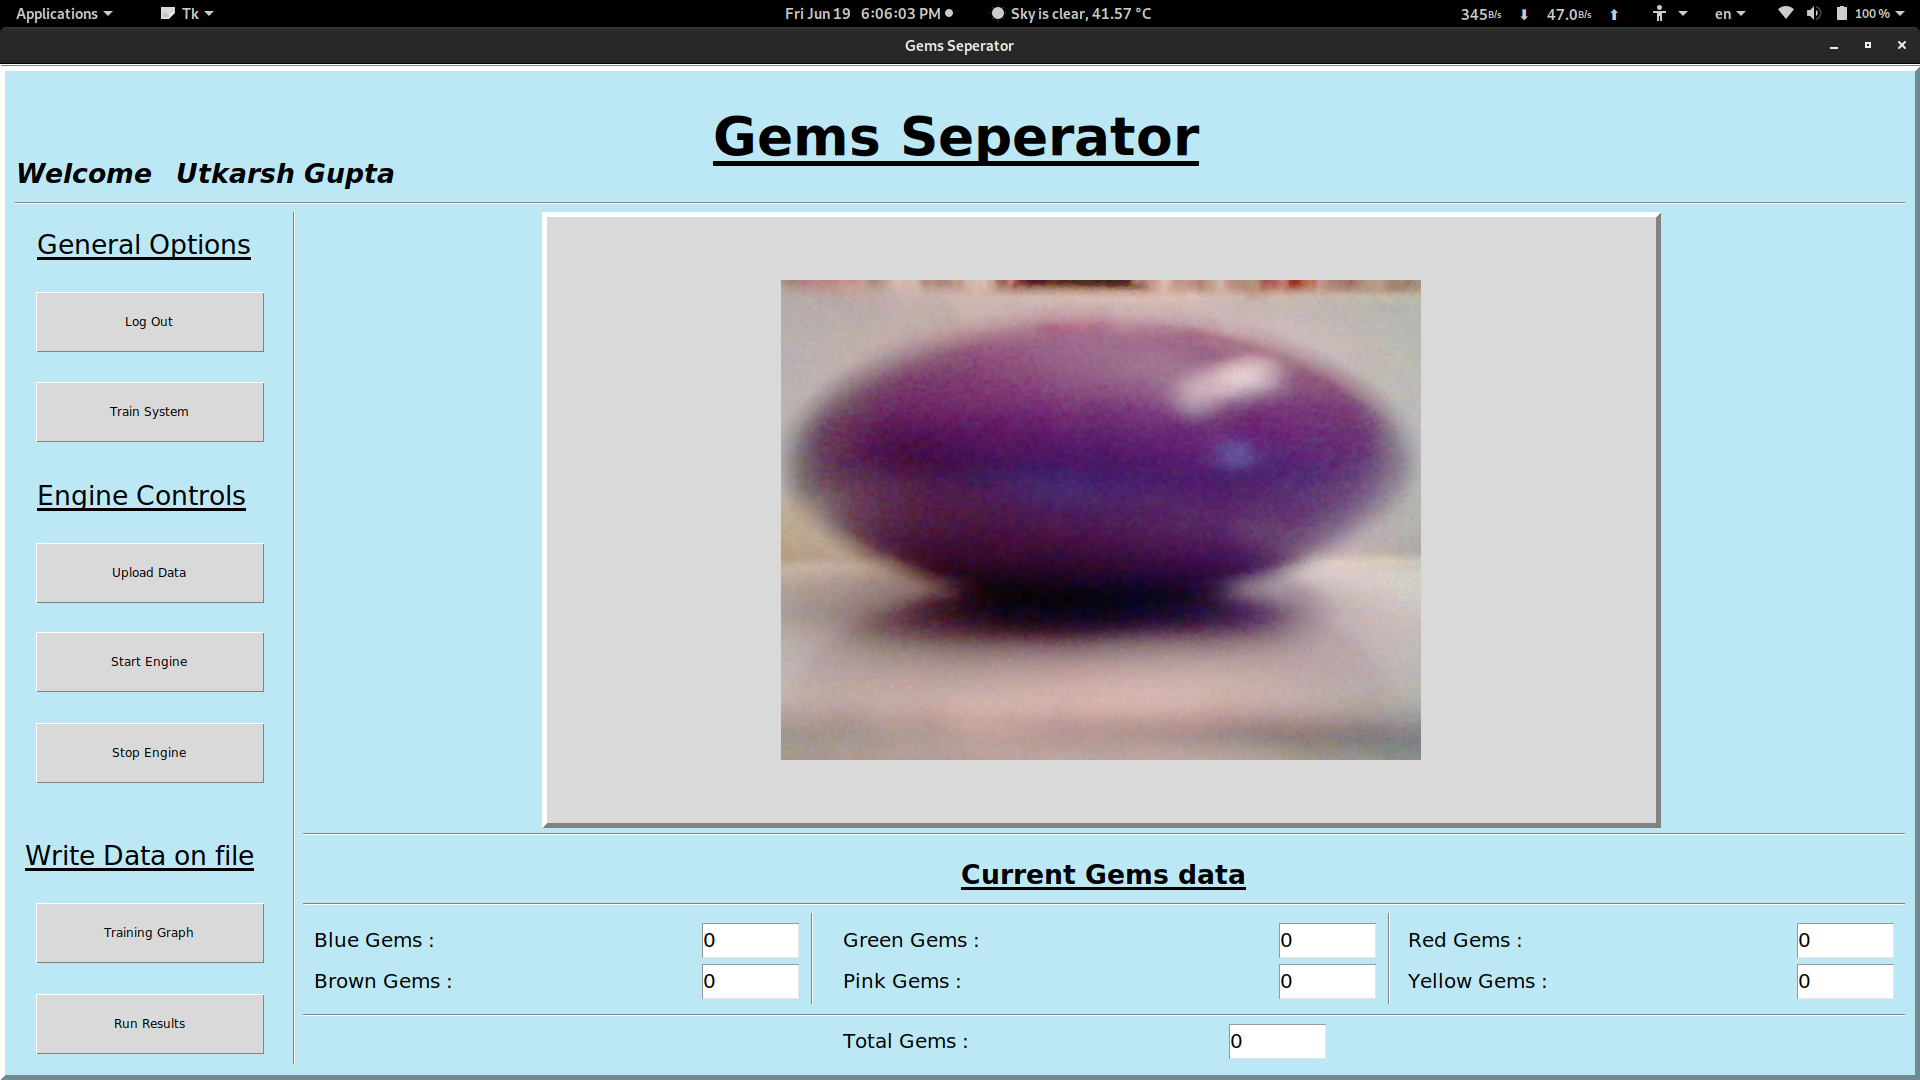 Applications Tk Fri Jun 19 6:06:03 PM Sky is clear, 41.57 °C 345B/s 47.0B/s en 100 %
Gems Seperator
Gems Seperator
Welcome Utkarsh Gupta
General Options
Log Out
Train System
Engine Controls
Upload Data
Start Engine
Stop Engine
Write Data on file
Training Graph
Run Results
Current Gems data
Blue Gems : 0 Green Gems : 0 Red Gems : 0
Brown Gems : 0 Pink Gems : 0 Yellow Gems : 0
Total Gems : 0